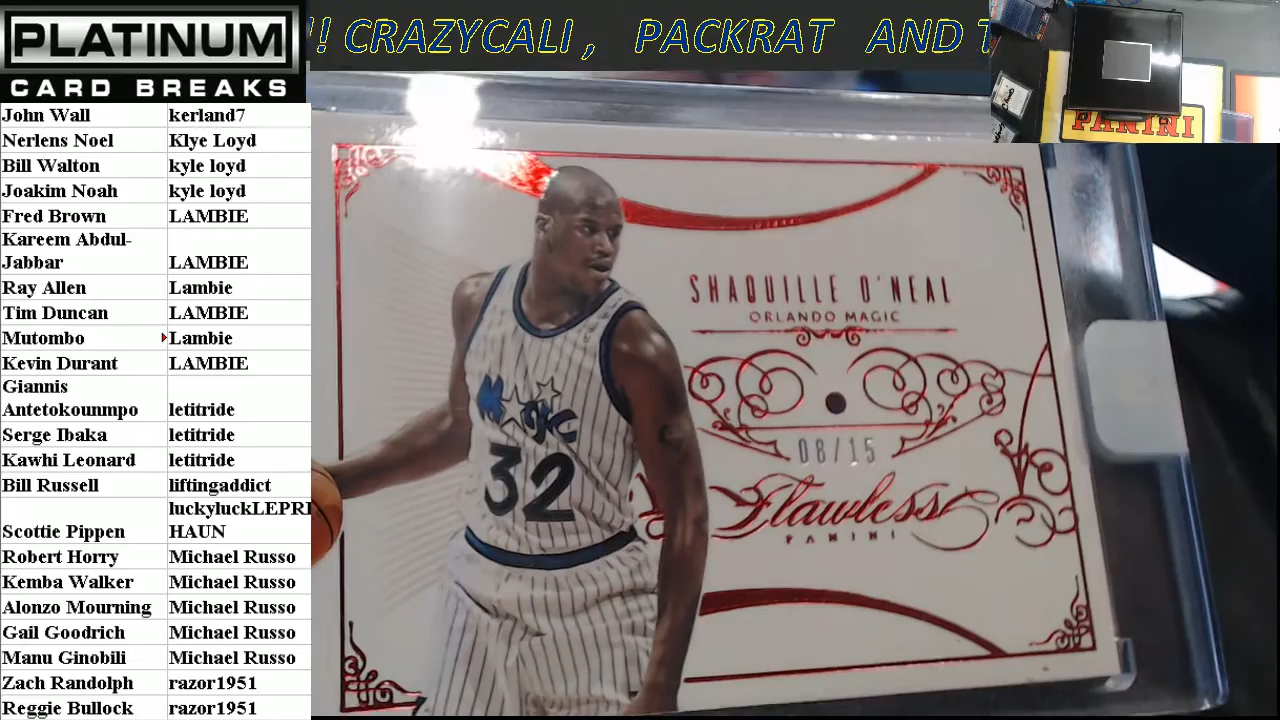 PLATINUM
CARD BREAKS
!! CRAZYCALI , PACKRAT AND T
PANINI
John Wall kerland7
Nerlens Noel Klye Loyd
Bill Walton kyle loyd
Joakim Noah kyle loyd
Fred Brown LAMBIE
Kareem Abdul-
Jabbar LAMBIE
Ray Allen Lambie
Tim Duncan LAMBIE
Mutombo Lambie
Kevin Durant LAMBIE
Giannis
Antetokounmpo letitride
Serge Ibaka letitride
Kawhi Leonard letitride
Bill Russell liftingaddict
luckyluckLEPRI
Scottie Pippen HAUN
Robert Horry Michael Russo
Kemba Walker Michael Russo
Alonzo Mourning Michael Russo
Gail Goodrich Michael Russo
Manu Ginobili Michael Russo
Zach Randolph razor1951
Reggie Bullock razor1951
SHAQUILLE O'NEAL
ORLANDO MAGIC
08/15
Flawless
PANINI
MAGIC
32